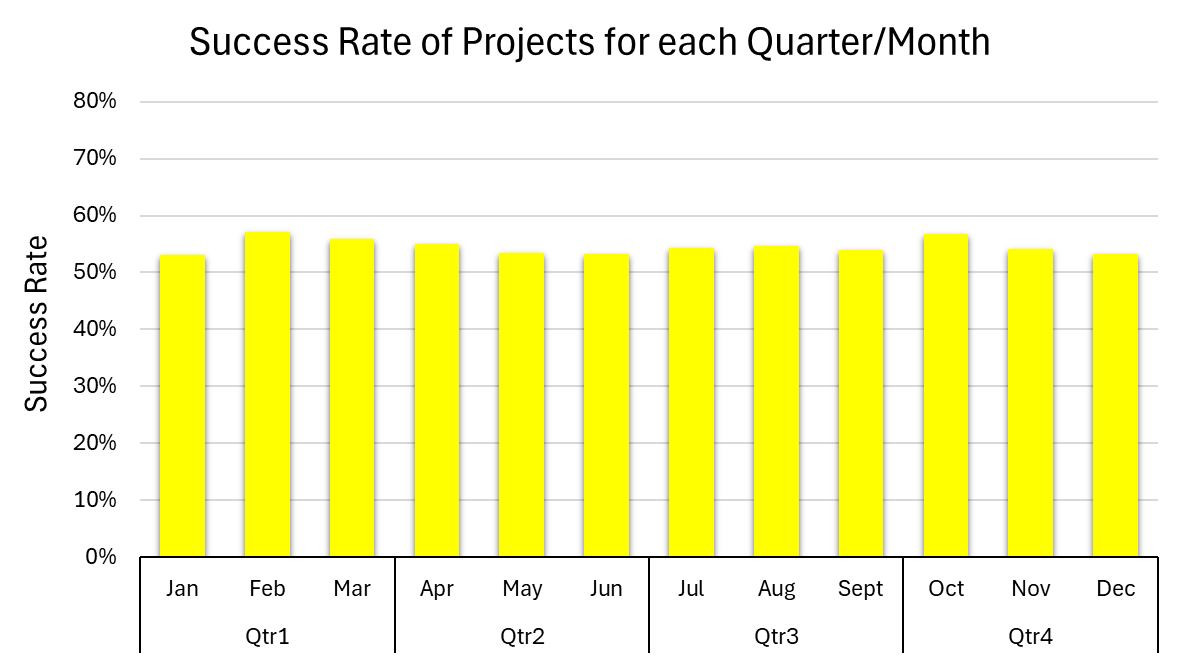 Success Rate of Projects for each Quarter/Month
Success Rate
80%
70%
60%
50%
40%
30%
20%
10%
0%
Jan Feb Mar Apr May Jun Jul Aug Sept Oct Nov Dec
Qtr1 Qtr2 Qtr3 Qtr4